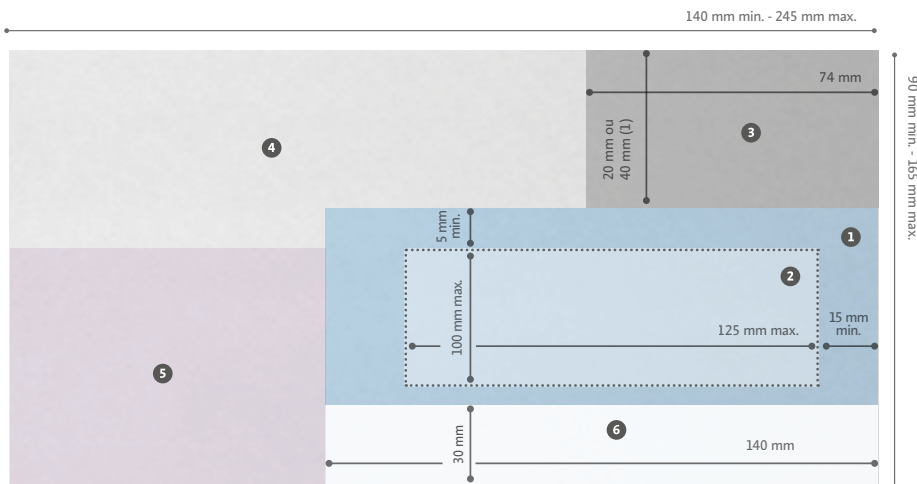 140 mm min. - 245 mm max.
74 mm
90 mm min. - 165 mm max.
20 mm ou
40 mm (1)
3
4
5 mm
min.
1
2
100 mm max.
125 mm max.
15 mm
min.
5
6
30 mm
140 mm